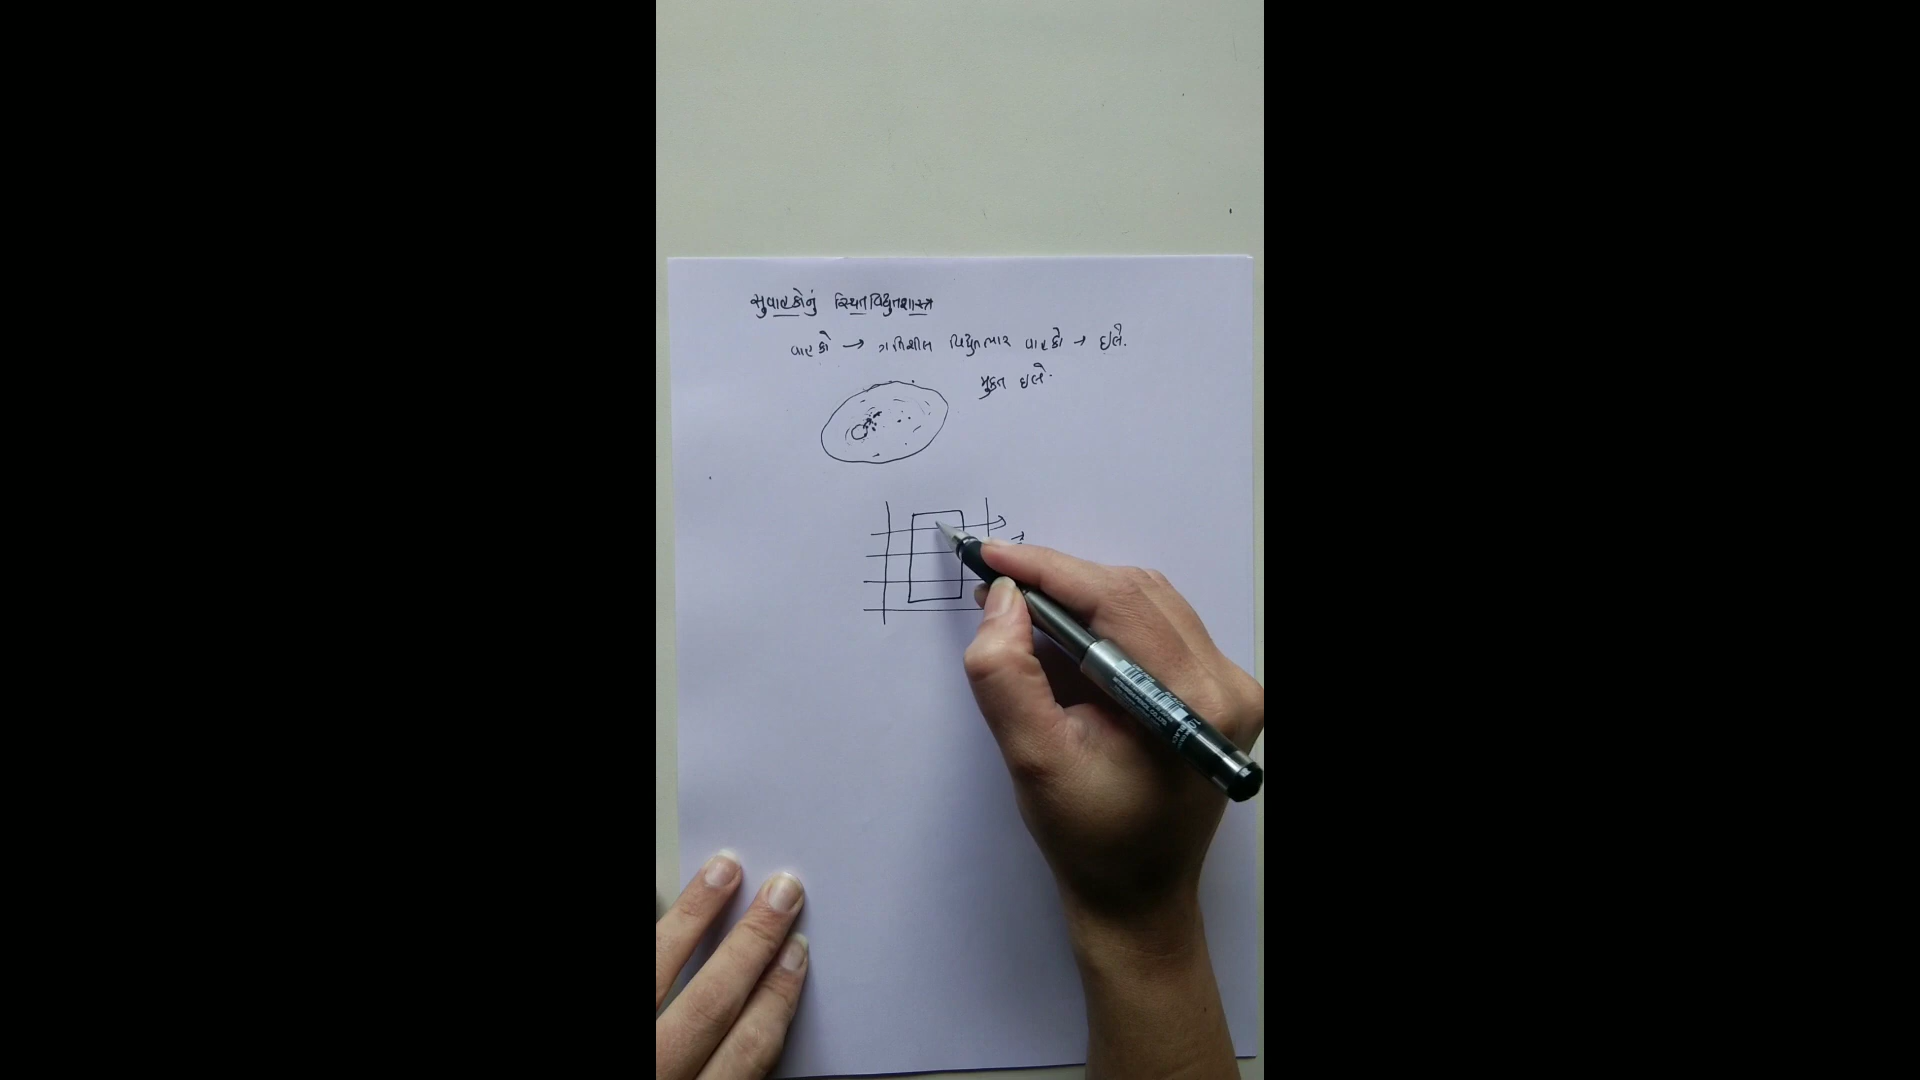 સુવાહકોનું સ્થિતવિદ્યુતશાસ્ત્ર
વાહકો → ગતિશીલ વિદ્યુતભાર વાહકો → ઇલે.
મુક્ત ઇલે.